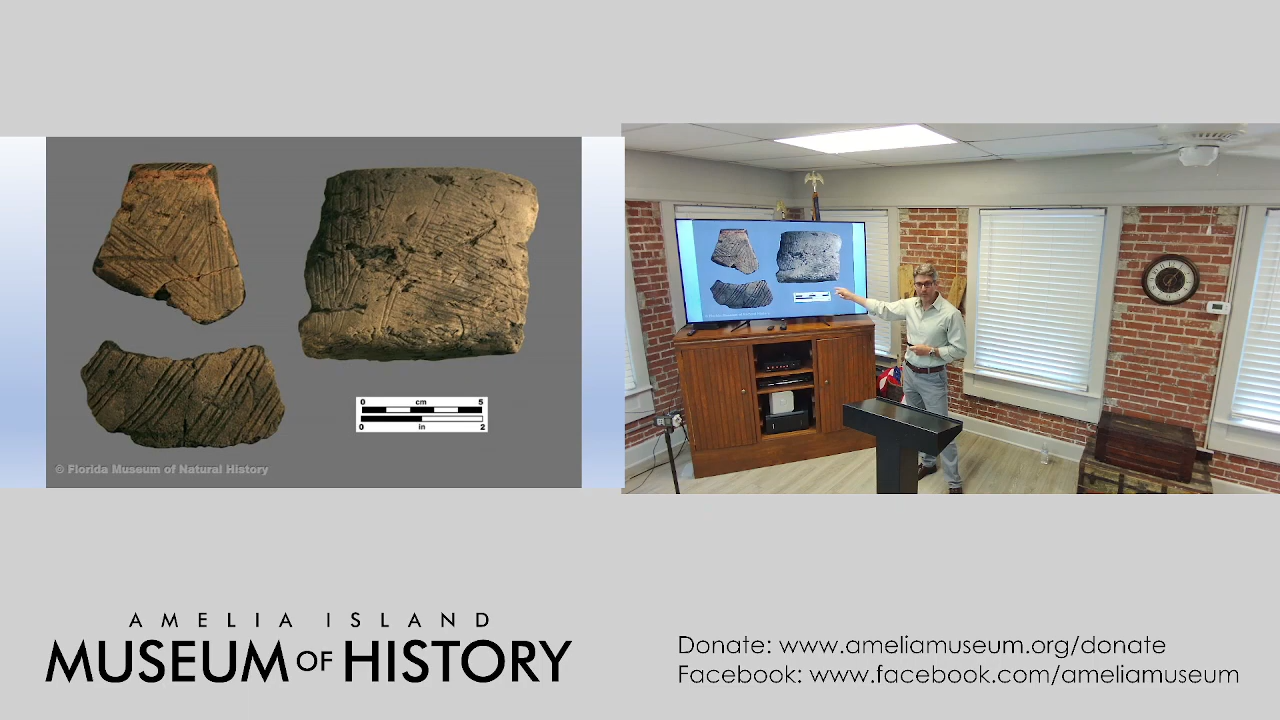 0 cm 5
0 in 2
© Florida Museum of Natural History
AMELIA ISLAND
MUSEUM OF HISTORY
Donate: www.ameliamuseum.org/donate
Facebook: www.facebook.com/ameliamuseum